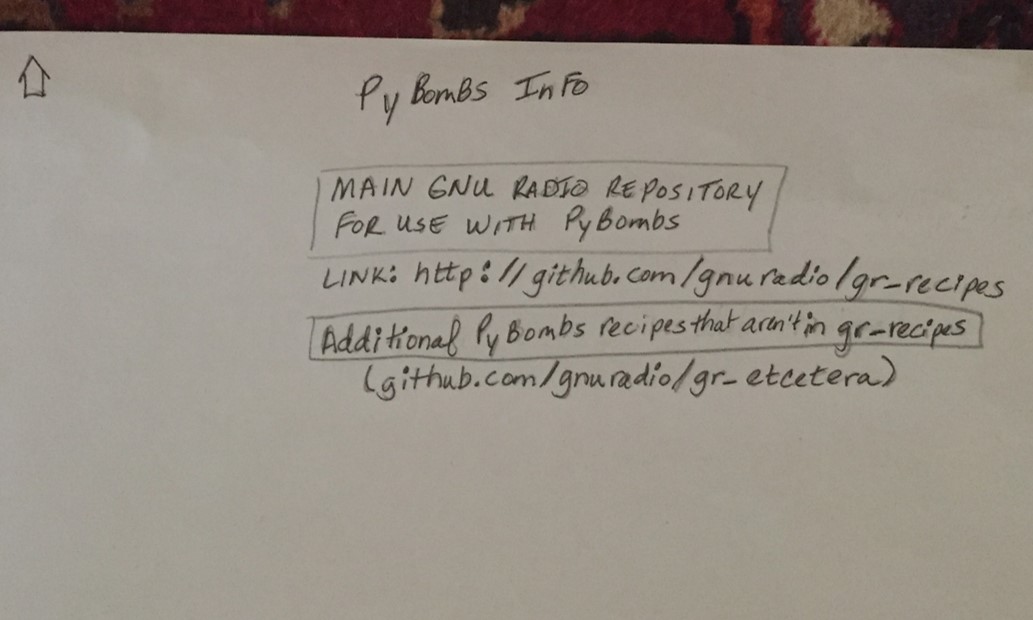 PyBombs InFo
MAIN GNU RADIO REPOSITORY
FOR USE WITH PyBombs
LINK: http://github.com/gnuradio/gr-recipes
Additional PyBombs recipes that aren't in gr-recipes
(github.com/gnuradio/gr-etcetera)